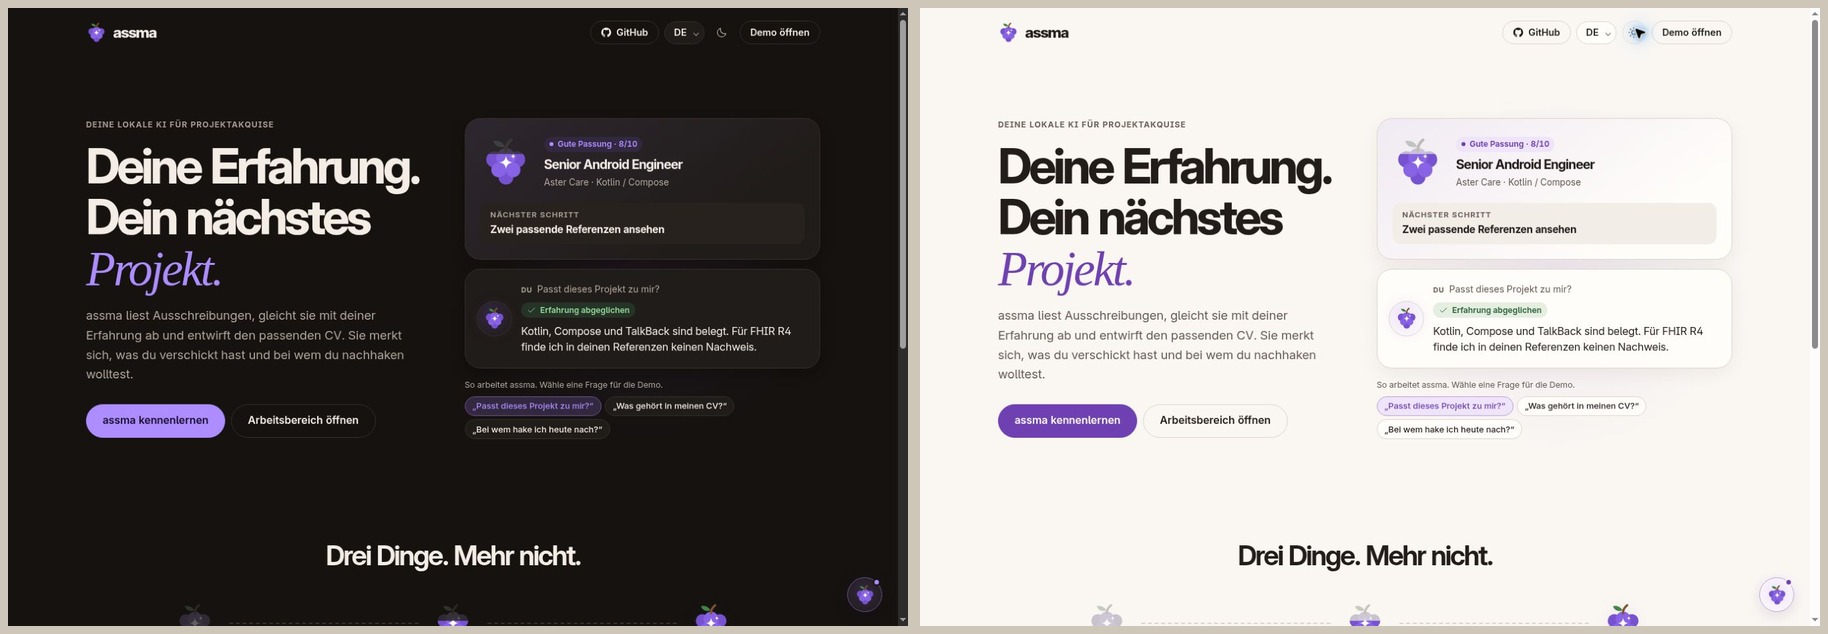 assma
GitHub
DE
Demo öffnen
DEINE LOKALE KI FÜR PROJEKTAKQUISE
Deine Erfahrung.
Dein nächstes
Projekt.
assma liest Ausschreibungen, gleicht sie mit deiner
Erfahrung ab und entwirft den passenden CV. Sie merkt
sich, was du verschickt hast und bei wem du nachhaken
wolltest.
assma kennenlernen
Arbeitsbereich öffnen
Gute Passung · 8/10
Senior Android Engineer
Aster Care · Kotlin / Compose
NÄCHSTER SCHRITT
Zwei passende Referenzen ansehen
DU Passt dieses Projekt zu mir?
✓ Erfahrung abgeglichen
Kotlin, Compose und TalkBack sind belegt. Für FHIR R4
finde ich in deinen Referenzen keinen Nachweis.
So arbeitet assma. Wähle eine Frage für die Demo.
„Passt dieses Projekt zu mir?“
„Was gehört in meinen CV?“
„Bei wem hake ich heute nach?“
Drei Dinge. Mehr nicht.
assma
GitHub
DE
Demo öffnen
DEINE LOKALE KI FÜR PROJEKTAKQUISE
Deine Erfahrung.
Dein nächstes
Projekt.
assma liest Ausschreibungen, gleicht sie mit deiner
Erfahrung ab und entwirft den passenden CV. Sie merkt
sich, was du verschickt hast und bei wem du nachhaken
wolltest.
assma kennenlernen
Arbeitsbereich öffnen
Gute Passung · 8/10
Senior Android Engineer
Aster Care · Kotlin / Compose
NÄCHSTER SCHRITT
Zwei passende Referenzen ansehen
DU Passt dieses Projekt zu mir?
✓ Erfahrung abgeglichen
Kotlin, Compose und TalkBack sind belegt. Für FHIR R4
finde ich in deinen Referenzen keinen Nachweis.
So arbeitet assma. Wähle eine Frage für die Demo.
„Passt dieses Projekt zu mir?“
„Was gehört in meinen CV?“
„Bei wem hake ich heute nach?“
Drei Dinge. Mehr nicht.